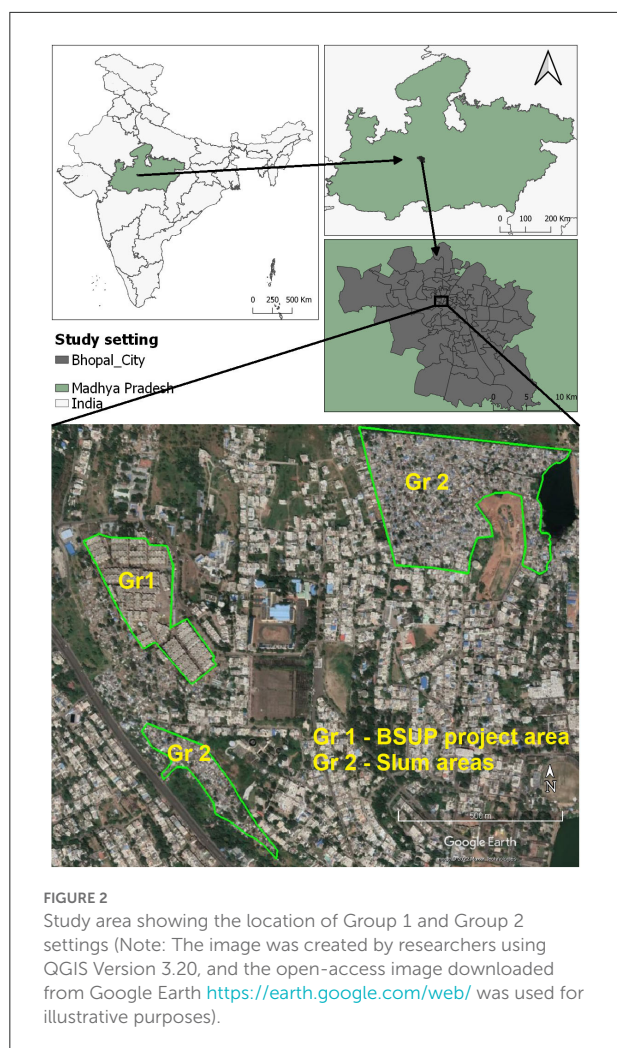 0 250 500 Km
0 100 200 Km
Study setting
Bhopal_City
Madhya Pradesh
India
0 5 10 Km
Gr 2
Gr1
Gr 2
Gr 1 - BSUP project area
Gr 2 - Slum areas
N
500 m
Google Earth
FIGURE 2
Study area showing the location of Group 1 and Group 2
settings (Note: The image was created by researchers using
QGIS Version 3.20, and the open-access image downloaded
from Google Earth https://earth.google.com/web/ was used for
illustrative purposes).